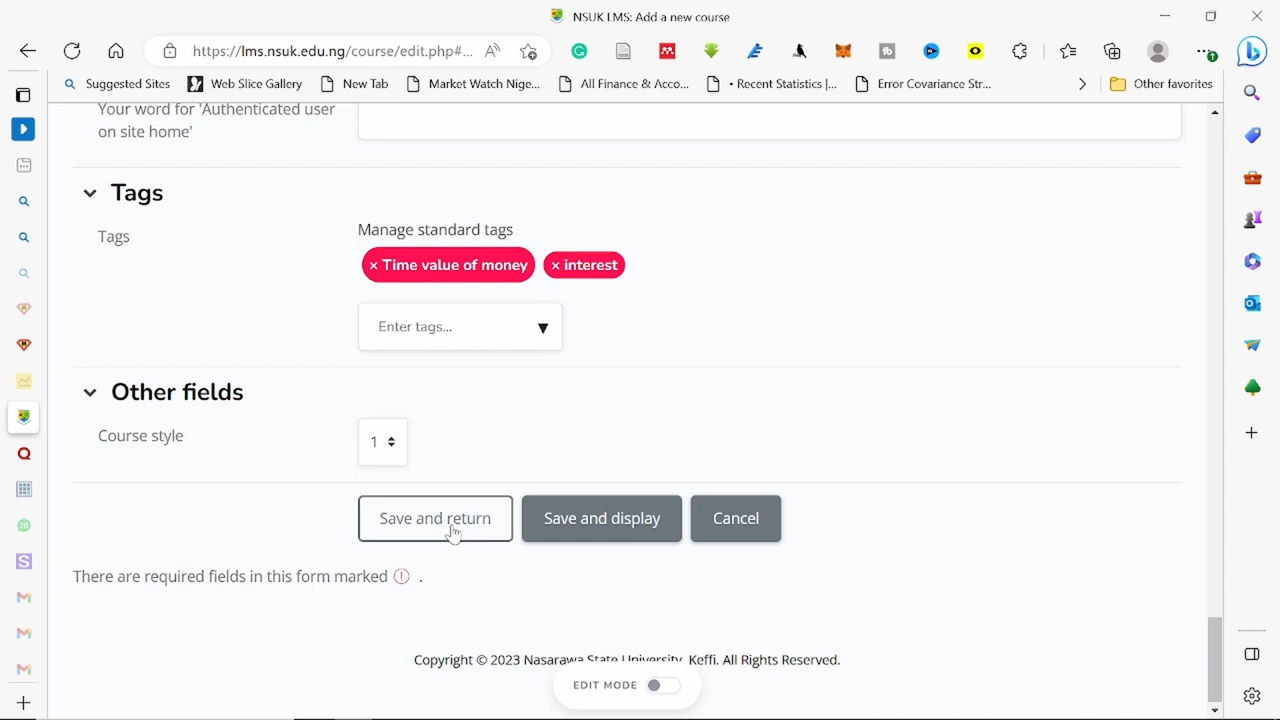 NSUK LMS: Add a new course
https://lms.nsuk.edu.ng/course/edit.php#...
Suggested Sites
Web Slice Gallery
New Tab
Market Watch Nige...
All Finance & Acco...
• Recent Statistics |...
Error Covariance Str...
Other favorites
Your word for 'Authenticated user
on site home'
Tags
Tags
Manage standard tags
× Time value of money
× interest
Enter tags...
Other fields
Course style
1
Save and return
Save and display
Cancel
There are required fields in this form marked .
Copyright © 2023 Nasarawa State University, Keffi. All Rights Reserved.
EDIT MODE